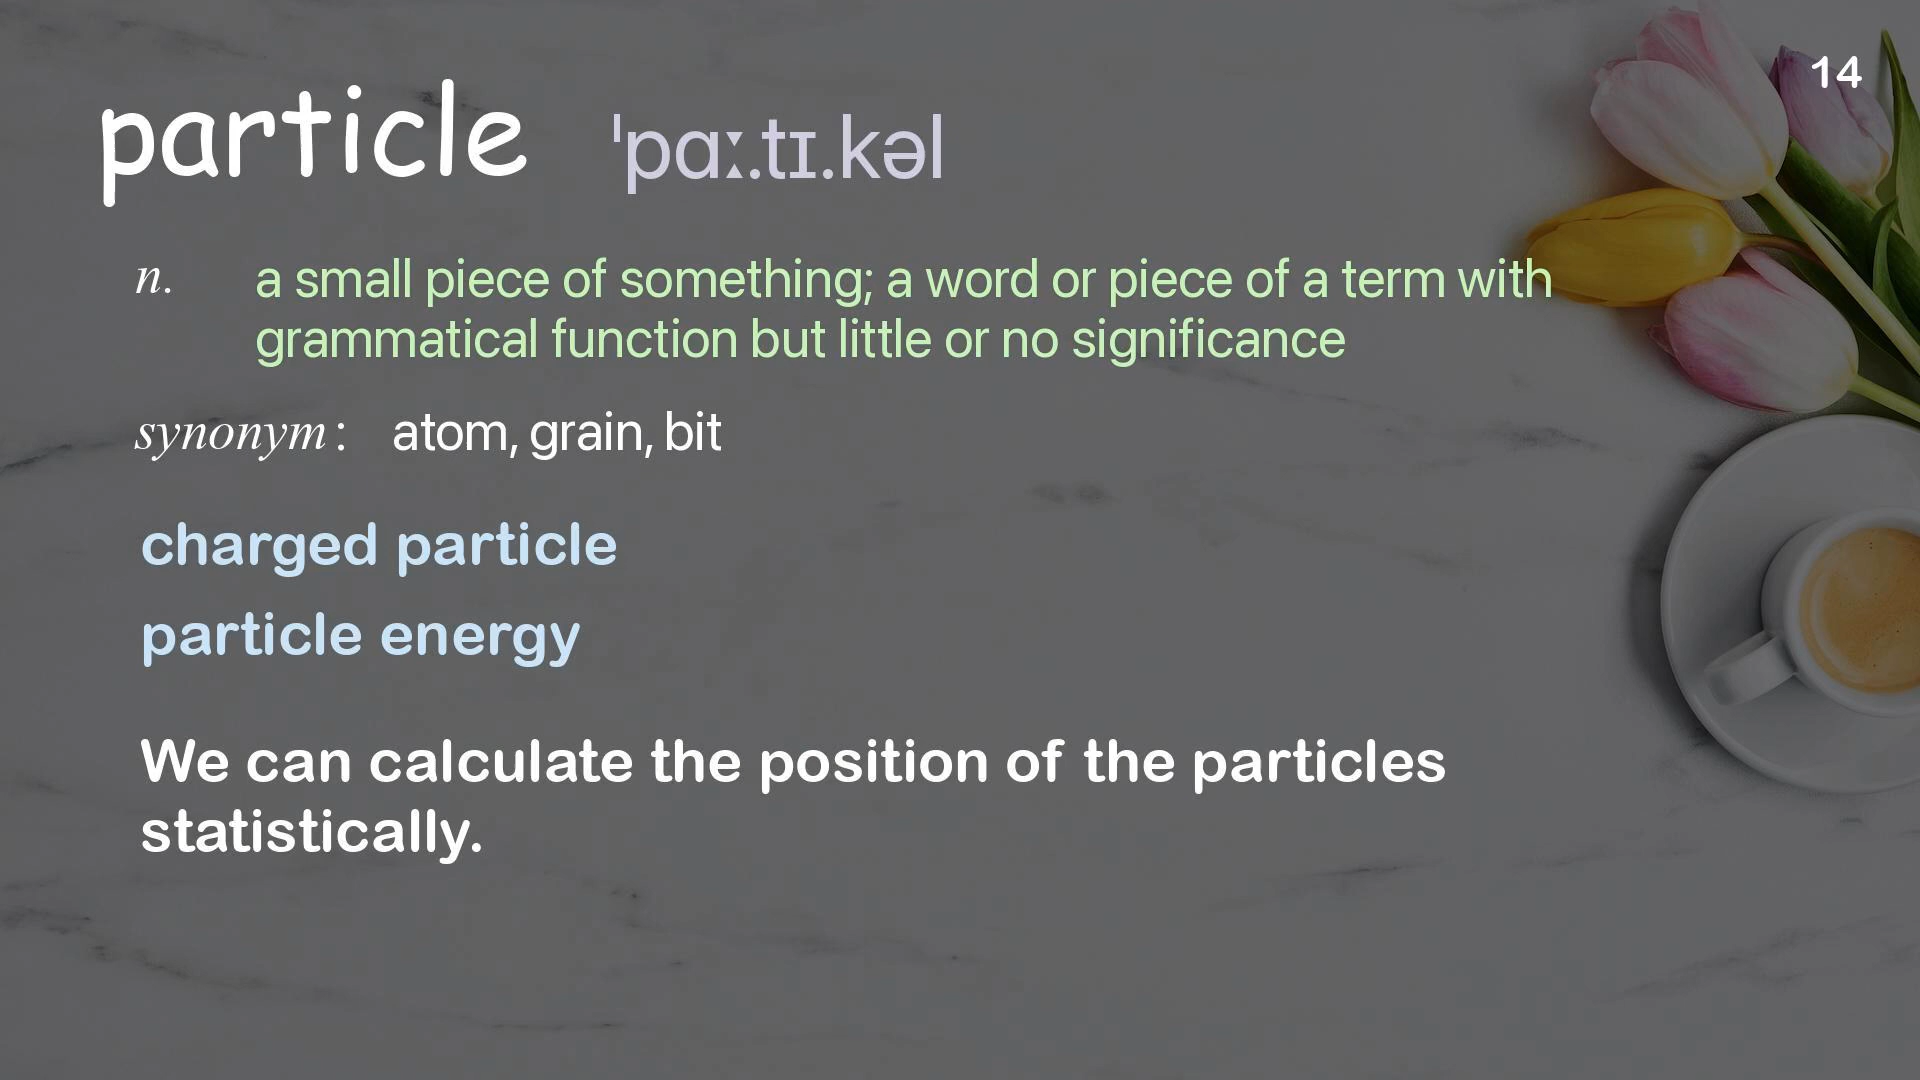 14
particle ˈpɑː.tɪ.kəl
n. a small piece of something; a word or piece of a term with
grammatical function but little or no significance
synonym: atom, grain, bit
charged particle
particle energy
We can calculate the position of the particles
statistically.